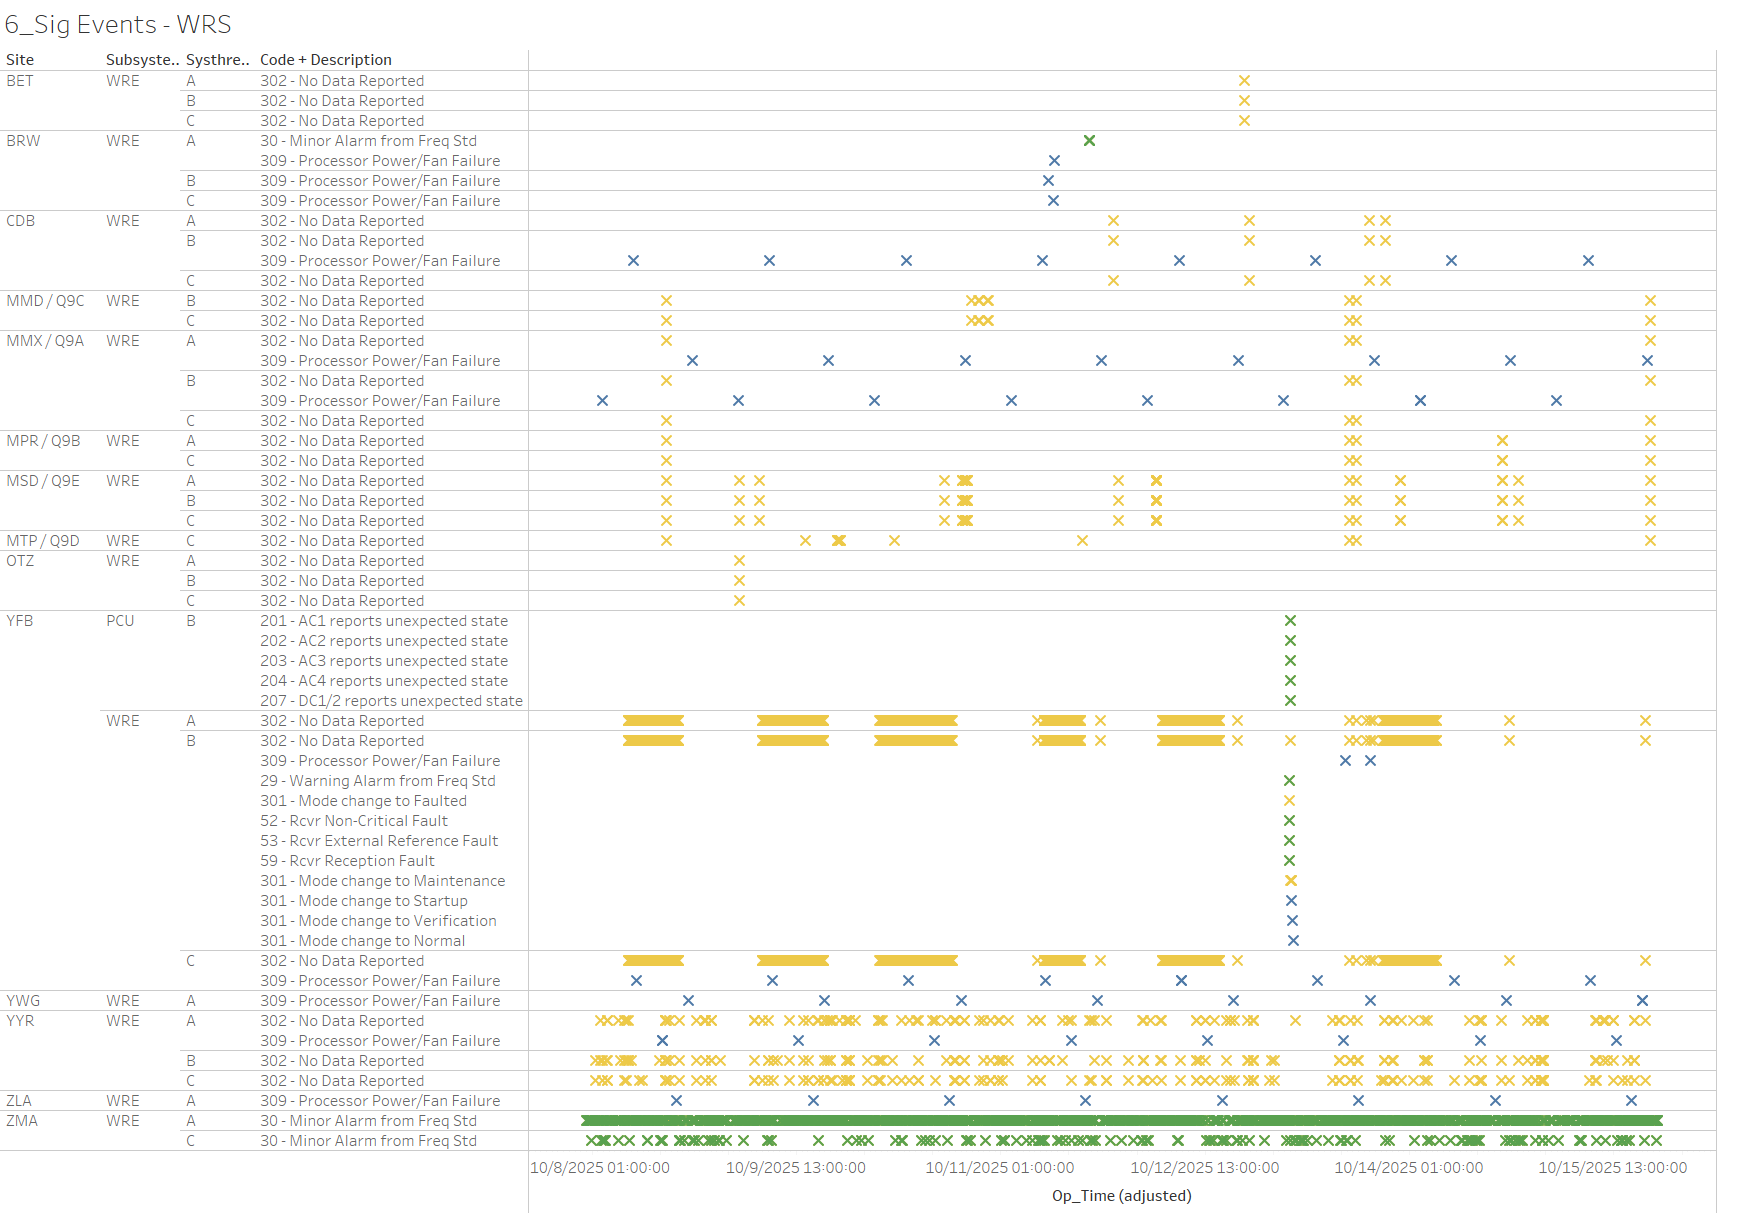 6_Sig Events - WRS
Site Subsyste.. Systhre.. Code + Description
BET WRE A 302 - No Data Reported
B 302 - No Data Reported
C 302 - No Data Reported
BRW WRE A 30 - Minor Alarm from Freq Std
309 - Processor Power/Fan Failure
B 309 - Processor Power/Fan Failure
C 309 - Processor Power/Fan Failure
CDB WRE A 302 - No Data Reported
B 302 - No Data Reported
309 - Processor Power/Fan Failure
C 302 - No Data Reported
MMD / Q9C WRE B 302 - No Data Reported
C 302 - No Data Reported
MMX / Q9A WRE A 302 - No Data Reported
309 - Processor Power/Fan Failure
B 302 - No Data Reported
309 - Processor Power/Fan Failure
C 302 - No Data Reported
MPR / Q9B WRE A 302 - No Data Reported
C 302 - No Data Reported
MSD / Q9E WRE A 302 - No Data Reported
B 302 - No Data Reported
C 302 - No Data Reported
MTP / Q9D WRE C 302 - No Data Reported
OTZ WRE A 302 - No Data Reported
B 302 - No Data Reported
C 302 - No Data Reported
YFB PCU B 201 - AC1 reports unexpected state
202 - AC2 reports unexpected state
203 - AC3 reports unexpected state
204 - AC4 reports unexpected state
207 - DC1/2 reports unexpected state
WRE A 302 - No Data Reported
B 302 - No Data Reported
309 - Processor Power/Fan Failure
29 - Warning Alarm from Freq Std
301 - Mode change to Faulted
52 - Rcvr Non-Critical Fault
53 - Rcvr External Reference Fault
59 - Rcvr Reception Fault
301 - Mode change to Maintenance
301 - Mode change to Startup
301 - Mode change to Verification
301 - Mode change to Normal
C 302 - No Data Reported
309 - Processor Power/Fan Failure
YWG WRE A 309 - Processor Power/Fan Failure
YYR WRE A 302 - No Data Reported
309 - Processor Power/Fan Failure
B 302 - No Data Reported
C 302 - No Data Reported
ZLA WRE A 309 - Processor Power/Fan Failure
ZMA WRE A 30 - Minor Alarm from Freq Std
C 30 - Minor Alarm from Freq Std
10/8/2025 01:00:00 10/9/2025 13:00:00 10/11/2025 01:00:00 10/12/2025 13:00:00 10/14/2025 01:00:00 10/15/2025 13:00:00
Op_Time (adjusted)